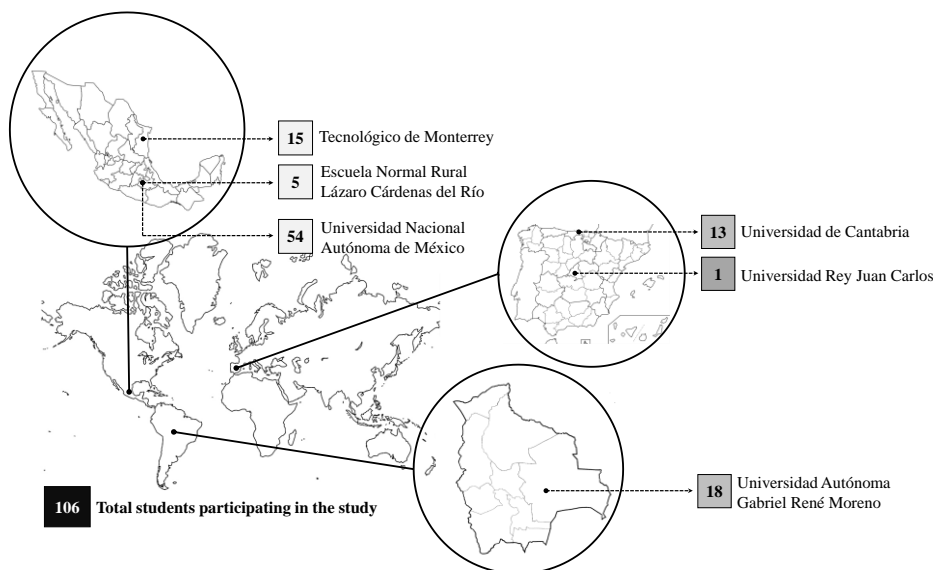 15 Tecnológico de Monterrey
5 Escuela Normal Rural
Lázaro Cárdenas del Río
54 Universidad Nacional
Autónoma de México
13 Universidad de Cantabria
1 Universidad Rey Juan Carlos
18 Universidad Autónoma
Gabriel René Moreno
106 Total students participating in the study